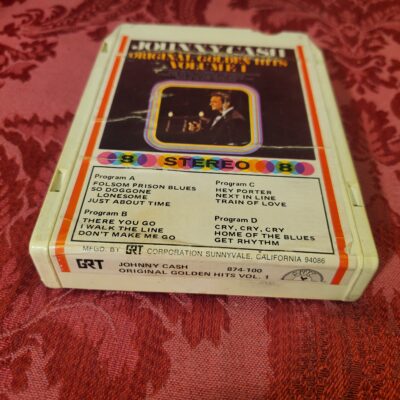 JOHNNY CASH
ORIGINAL GOLDEN HITS
VOLUME I
8 STEREO 8
Program A
FOLSOM PRISON BLUES
SO DOGGONE
LONESOME
JUST ABOUT TIME
Program B
THERE YOU GO
I WALK THE LINE
DON'T MAKE ME GO
Program C
HEY PORTER
NEXT IN LINE
TRAIN OF LOVE
Program D
CRY, CRY, CRY
HOME OF THE BLUES
GET RHYTHM
MFGD. BY GRT CORPORATION SUNNYVALE, CALIFORNIA 94086
GRT
JOHNNY CASH 874-100
ORIGINAL GOLDEN HITS VOL. 1